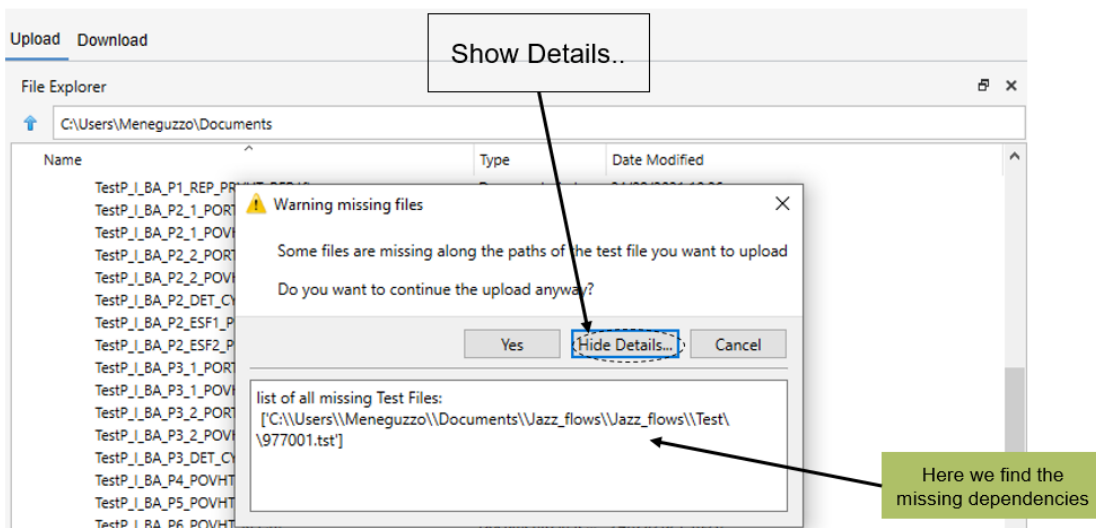 Upload Download
Show Details..
File Explorer
C:\Users\Meneguzzo\Documents
Name Type Date Modified
TestP_I_BA_P1_REP_PR
TestP_I_BA_P2_1_PORT
TestP_I_BA_P2_1_POVH
TestP_I_BA_P2_2_PORT
TestP_I_BA_P2_2_POVH
TestP_I_BA_P2_DET_CY
TestP_I_BA_P2_ESF1_P
TestP_I_BA_P2_ESF2_P
TestP_I_BA_P3_1_PORT
TestP_I_BA_P3_1_POVH
TestP_I_BA_P3_2_PORT
TestP_I_BA_P3_2_POVH
TestP_I_BA_P3_DET_CY
TestP_I_BA_P4_POVHT
TestP_I_BA_P5_POVHT
TestP_I_BA_P6_POVHT
Warning missing files
Some files are missing along the paths of the test file you want to upload
Do you want to continue the upload anyway?
Yes Hide Details... Cancel
list of all missing Test Files:
['C:\\Users\\Meneguzzo\\Documents\\Jazz_flows\\Jazz_flows\\Test\
\977001.tst']
Here we find the
missing dependencies